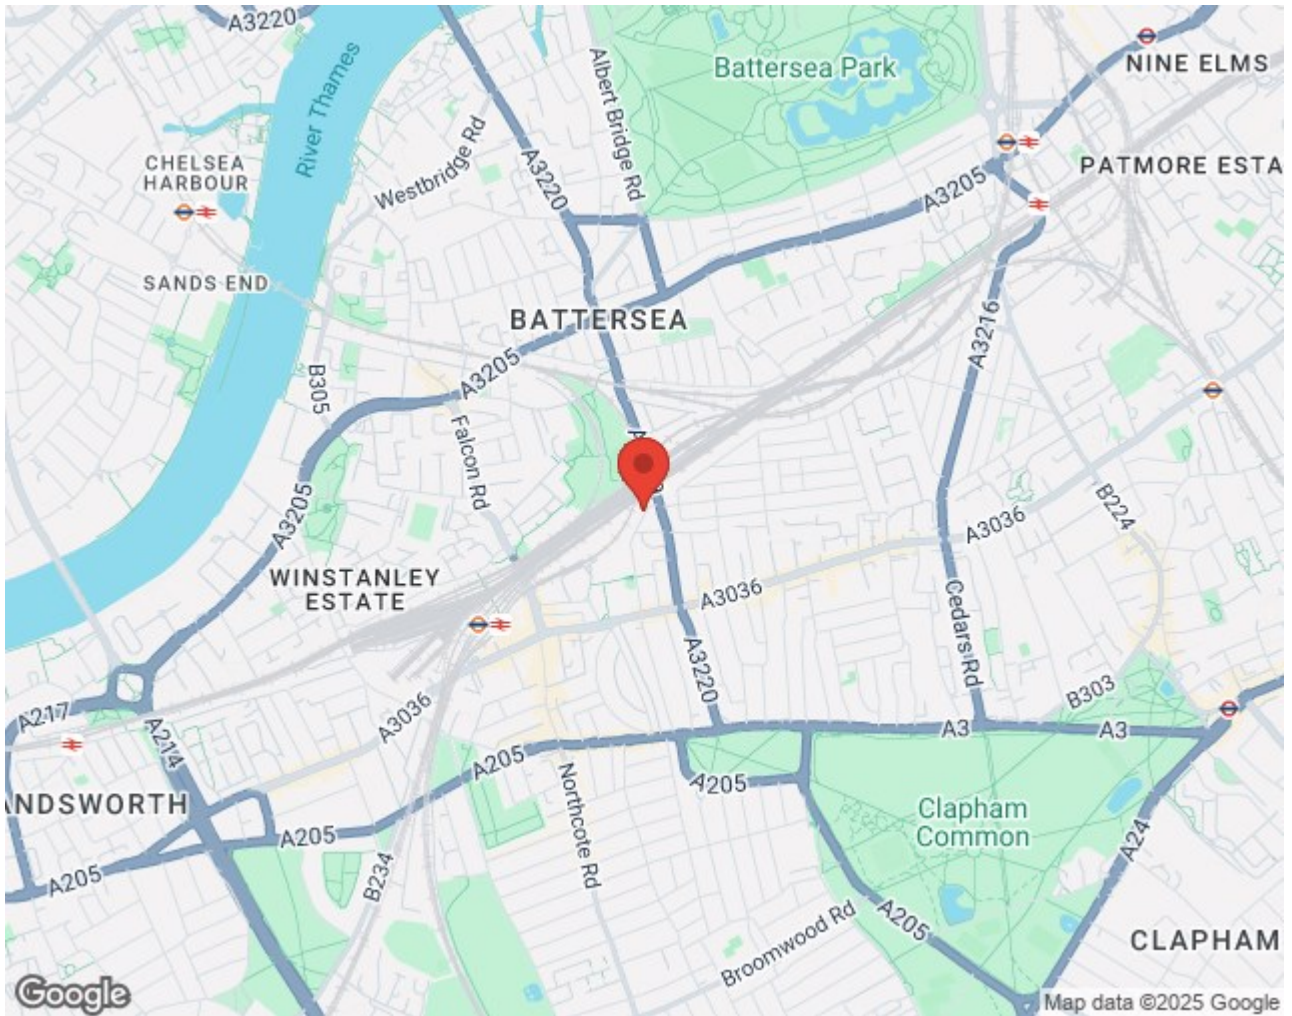 A3220
River Thames
Albert Bridge Rd
Battersea Park
NINE ELMS
CHELSEA
HARBOUR
Westbridge Rd
A3220
A3205
PATMORE ESTA
SANDS END
BATTERSEA
A3216
B305
A3205
Falcon Rd
A3205
B224
A3036
WINSTANLEY
ESTATE
A3036
Cedars Rd
A3220
B303
A217
A3036
A214
A205
A3
A3
ANDSWORTH
Northcote Rd
A205
Clapham
Common
A205
A24
A205
B234
A205
Broomwood Rd
CLAPHAM
Google
Map data ©2025 Google